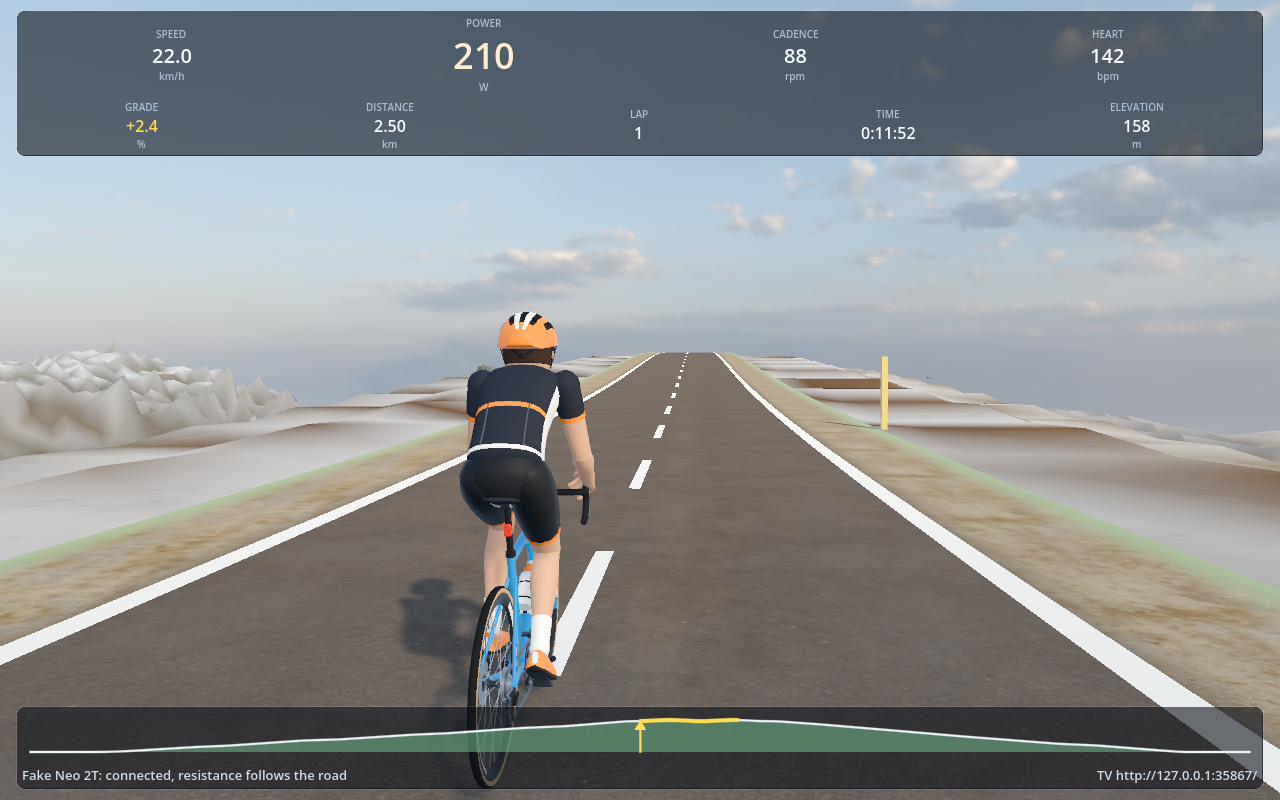 SPEED
22.0
km/h
POWER
210
W
CADENCE
88
rpm
HEART
142
bpm
GRADE
+2.4
%
DISTANCE
2.50
km
LAP
1
TIME
0:11:52
ELEVATION
158
m
Fake Neo 2T: connected, resistance follows the road
TV http://127.0.0.1:35867/